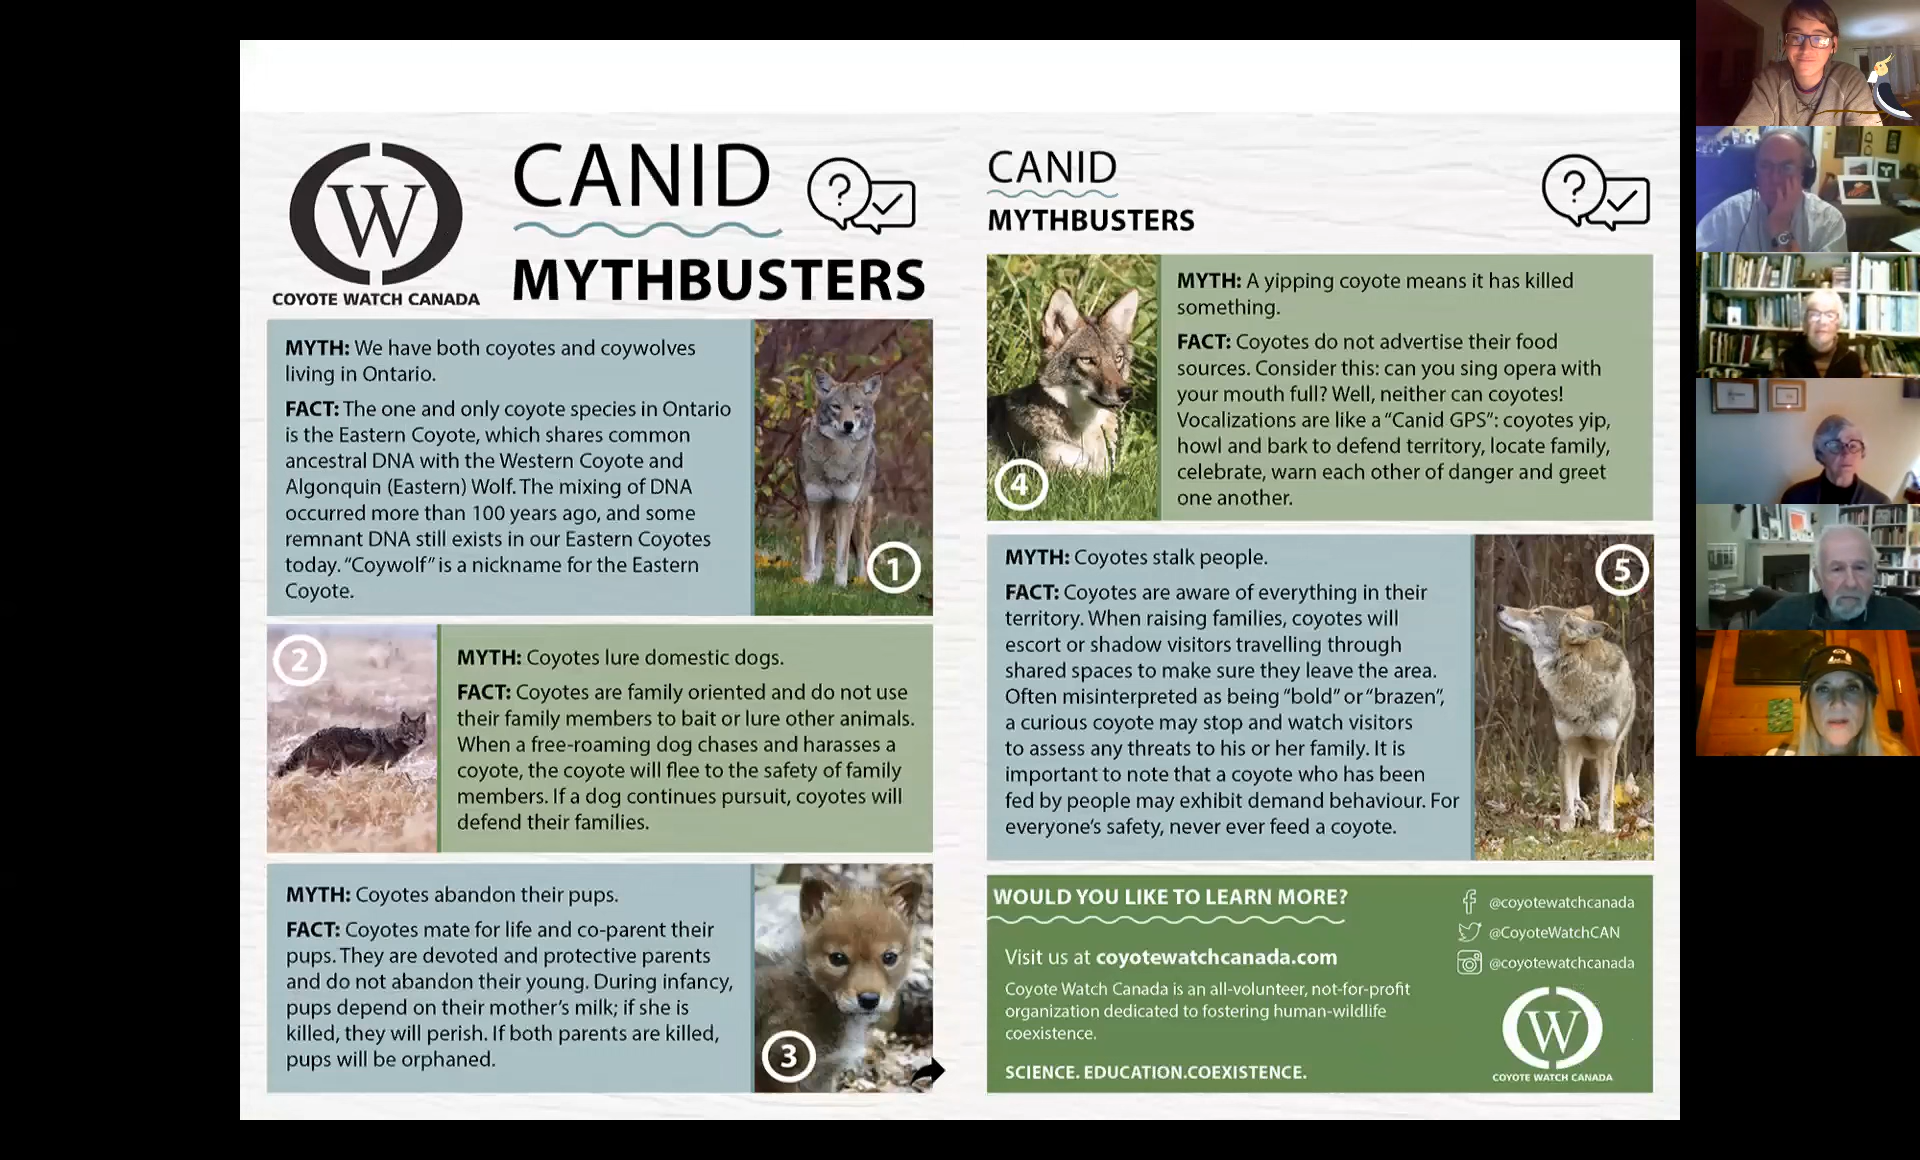 W
COYOTE WATCH CANADA
CANID
MYTHBUSTERS
?
MYTH: We have both coyotes and coywolves
living in Ontario.
FACT: The one and only coyote species in Ontario
is the Eastern Coyote, which shares common
ancestral DNA with the Western Coyote and
Algonquin (Eastern) Wolf. The mixing of DNA
occurred more than 100 years ago, and some
remnant DNA still exists in our Eastern Coyotes
today. “Coywolf” is a nickname for the Eastern
Coyote.
1
2
MYTH: Coyotes lure domestic dogs.
FACT: Coyotes are family oriented and do not use
their family members to bait or lure other animals.
When a free-roaming dog chases and harasses a
coyote, the coyote will flee to the safety of family
members. If a dog continues pursuit, coyotes will
defend their families.
MYTH: Coyotes abandon their pups.
FACT: Coyotes mate for life and co-parent their
pups. They are devoted and protective parents
and do not abandon their young. During infancy,
pups depend on their mother’s milk; if she is
killed, they will perish. If both parents are killed,
pups will be orphaned.
3
CANID
MYTHBUSTERS
?
MYTH: A yipping coyote means it has killed
something.
FACT: Coyotes do not advertise their food
sources. Consider this: can you sing opera with
your mouth full? Well, neither can coyotes!
Vocalizations are like a “Canid GPS”: coyotes yip,
howl and bark to defend territory, locate family,
celebrate, warn each other of danger and greet
one another.
4
MYTH: Coyotes stalk people.
FACT: Coyotes are aware of everything in their
territory. When raising families, coyotes will
escort or shadow visitors travelling through
shared spaces to make sure they leave the area.
Often misinterpreted as being “bold” or “brazen”,
a curious coyote may stop and watch visitors
to assess any threats to his or her family. It is
important to note that a coyote who has been
fed by people may exhibit demand behaviour. For
everyone’s safety, never ever feed a coyote.
5
WOULD YOU LIKE TO LEARN MORE?
Visit us at coyotewatchcanada.com
Coyote Watch Canada is an all-volunteer, not-for-profit
organization dedicated to fostering human-wildlife
coexistence.
SCIENCE. EDUCATION.COEXISTENCE.
@coyotewatchcanada
@CoyoteWatchCAN
@coyotewatchcanada
W
COYOTE WATCH CANADA